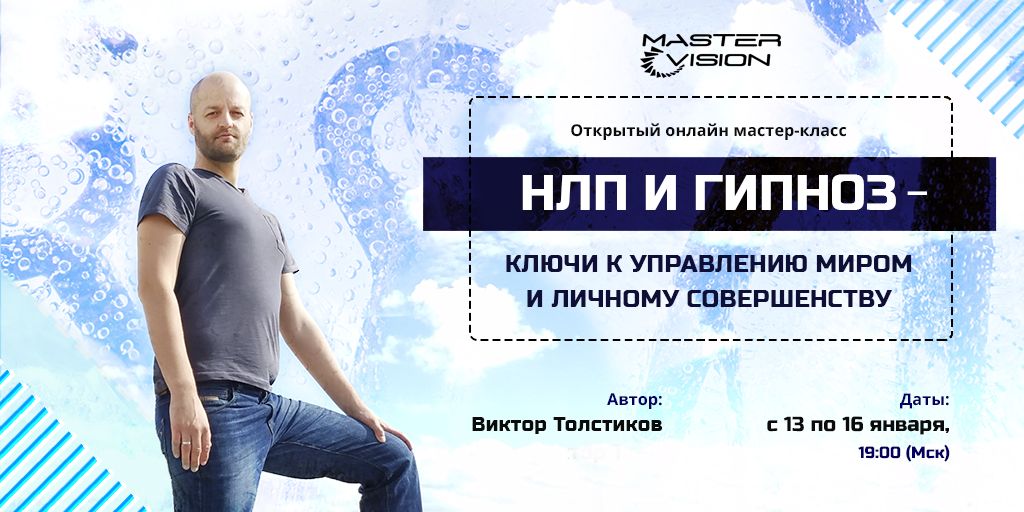 MASTER
VISION
Открытый онлайн мастер-класс
НЛП И ГИПНОЗ –
КЛЮЧИ К УПРАВЛЕНИЮ МИРОМ
И ЛИЧНОМУ СОВЕРШЕНСТВУ
Автор:
Виктор Толстиков
Даты:
с 13 по 16 января,
19:00 (Мск)